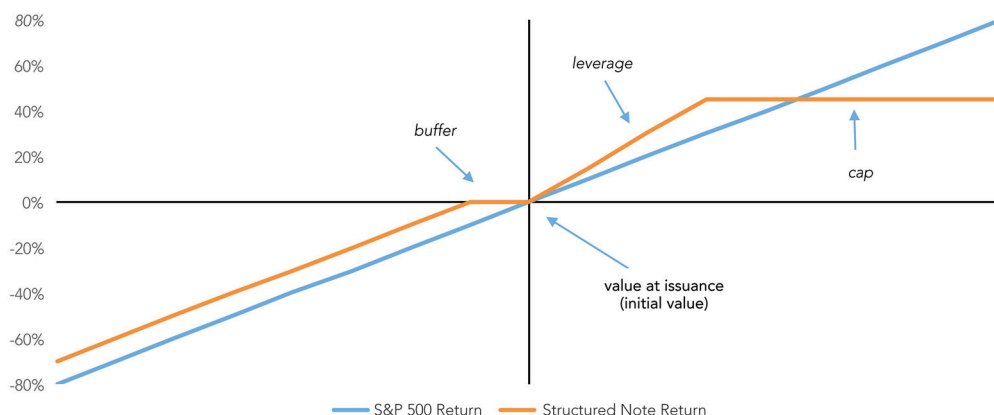 80%
60%
40%
20%
0%
-20%
-40%
-60%
-80%
leverage
buffer
cap
value at issuance
(initial value)
S&P 500 Return
Structured Note Return